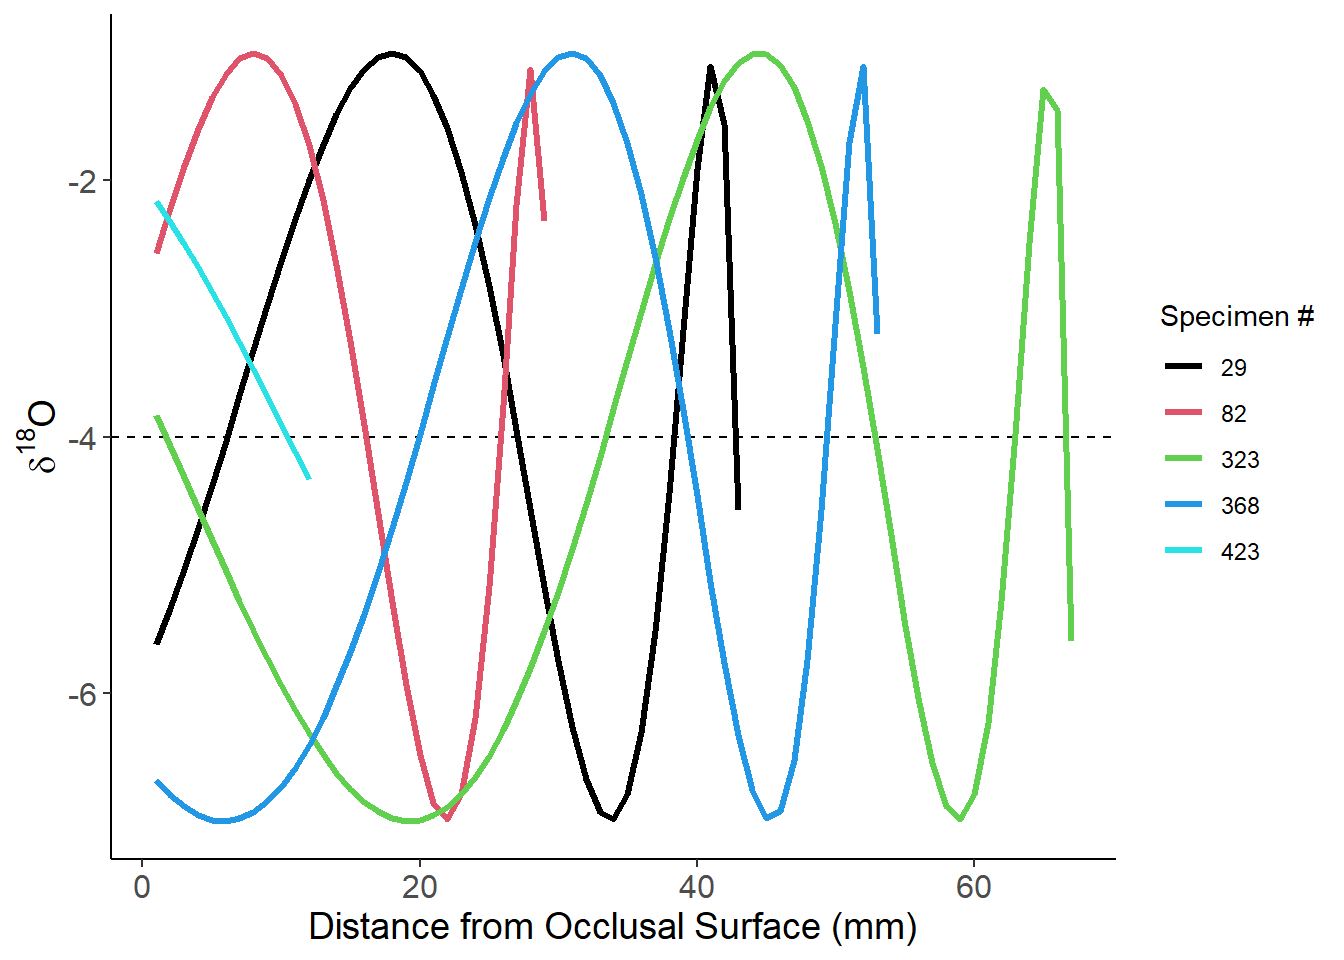 -2
-4
-6
δ18O
0 20 40 60
Distance from Occlusal Surface (mm)
Specimen #
29
82
323
368
423